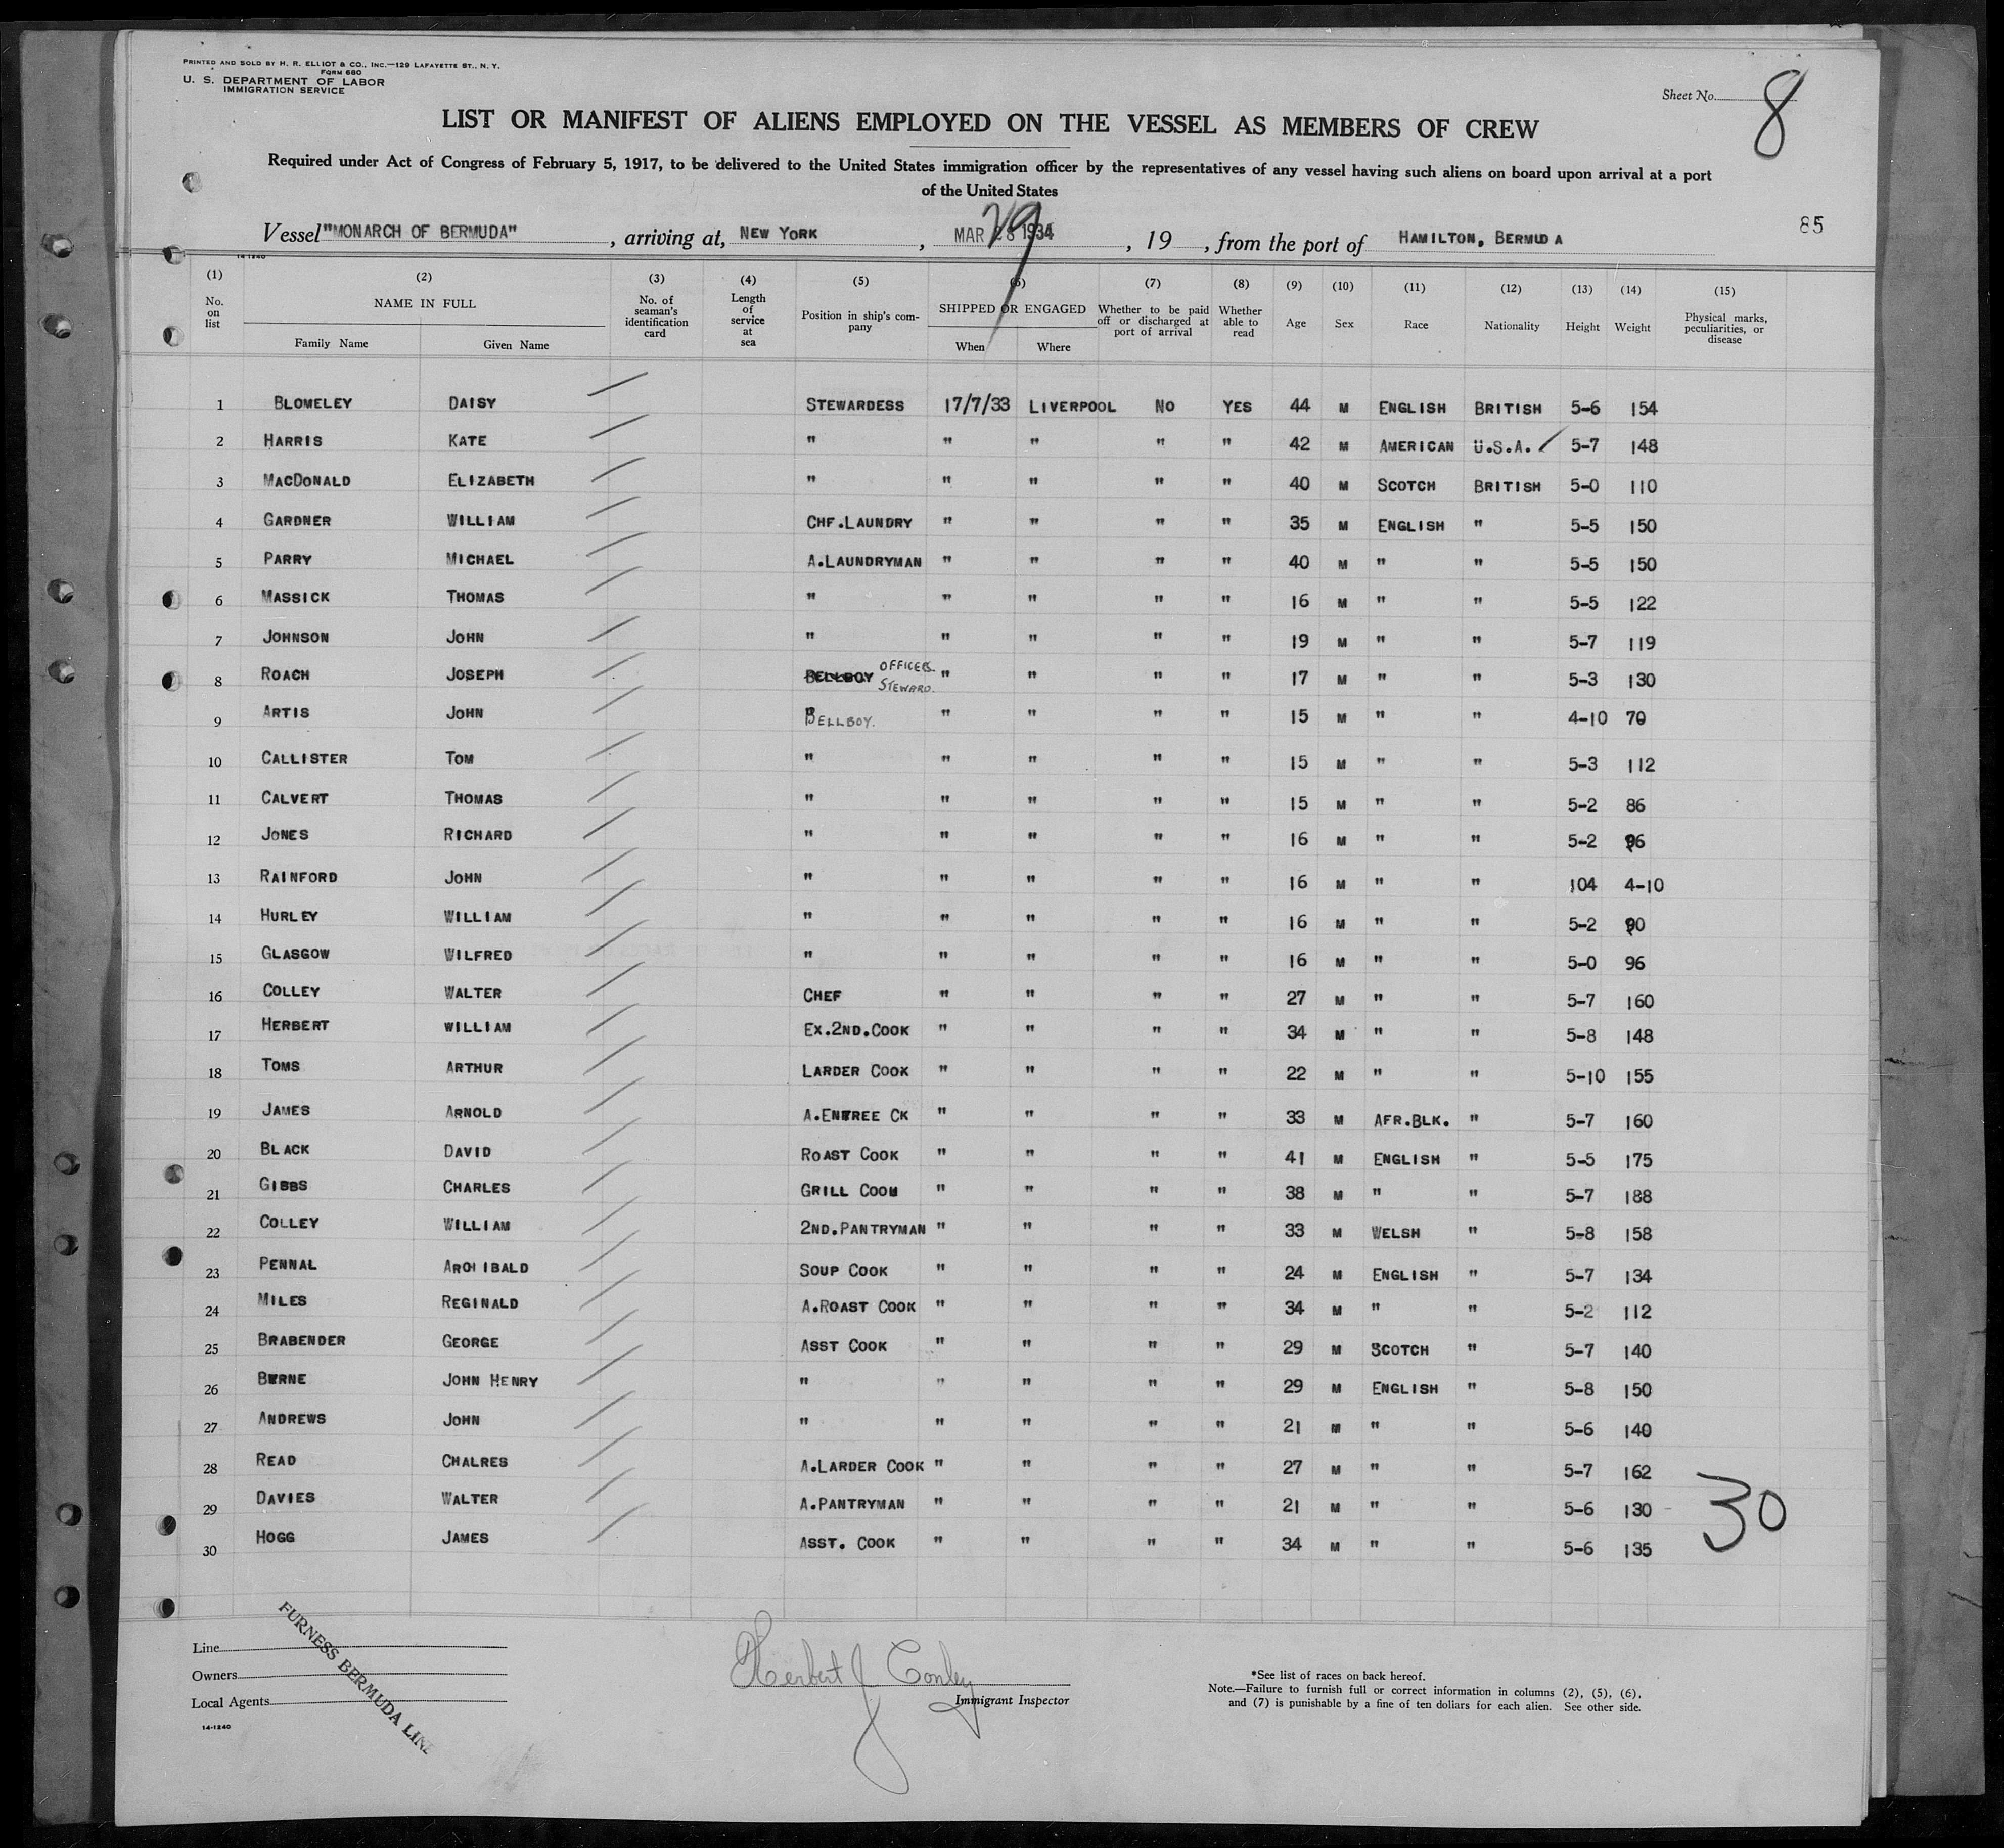 PRINTED AND SOLD BY H. R. ELLIOT & CO., INC.—129 LAFAYETTE ST., N. Y.
FORM 680
U. S. DEPARTMENT OF LABOR
IMMIGRATION SERVICE
Sheet No. 8
LIST OR MANIFEST OF ALIENS EMPLOYED ON THE VESSEL AS MEMBERS OF CREW
Required under Act of Congress of February 5, 1917, to be delivered to the United States immigration officer by the representatives of any vessel having such aliens on board upon arrival at a port
of the United States
85
Vessel "MONARCH OF BERMUDA", arriving at, NEW YORK, MAR 28 1934 29, 19, from the port of HAMILTON, BERMUDA
14-1240
(1) (2) (3) (4) (5) (6) (7) (8) (9) (10) (11) (12) (13) (14) (15)
No. on list NAME IN FULL Family Name Given Name No. of seaman's identification card Length of service at sea Position in ship's company SHIPPED OR ENGAGED When Where Whether to be paid off or discharged at port of arrival Whether able to read Age Sex Race Nationality Height Weight Physical marks, peculiarities, or disease
1 BLOMELEY DAISY STEWARDESS 17/7/33 LIVERPOOL NO YES 44 M ENGLISH BRITISH 5-6 154
2 HARRIS KATE " " " " " 42 M AMERICAN U.S.A. 5-7 148
3 MACDONALD ELIZABETH " " " " " 40 M SCOTCH BRITISH 5-0 110
4 GARDNER WILLIAM CHF.LAUNDRY " " " " 35 M ENGLISH " 5-5 150
5 PARRY MICHAEL A.LAUNDRYMAN " " " " 40 M " " 5-5 150
6 MASSICK THOMAS " " " " " 16 M " " 5-5 122
7 JOHNSON JOHN " " " " " 19 M " " 5-7 119
8 ROACH JOSEPH BELLBOY OFFICERS STEWARD. " " " " 17 M " " 5-3 130
9 ARTIS JOHN BELLBOY. " " " " 15 M " " 4-10 70
10 CALLISTER TOM " " " " " 15 M " " 5-3 112
11 CALVERT THOMAS " " " " " 15 M " " 5-2 86
12 JONES RICHARD " " " " " 16 M " " 5-2 96
13 RAINFORD JOHN " " " " " 16 M " " 104 4-10
14 HURLEY WILLIAM " " " " " 16 M " " 5-2 90
15 GLASGOW WILFRED " " " " " 16 M " " 5-0 96
16 COLLEY WALTER CHEF " " " " 27 M " " 5-7 160
17 HERBERT WILLIAM EX.2ND.COOK " " " " 34 M " " 5-8 148
18 TOMS ARTHUR LARDER COOK " " " " 22 M " " 5-10 155
19 JAMES ARNOLD A.ENTREE CK " " " " 33 M AFR.BLK. " 5-7 160
20 BLACK DAVID ROAST COOK " " " " 41 M ENGLISH " 5-5 175
21 GIBBS CHARLES GRILL COOM " " " " 38 M " " 5-7 188
22 COLLEY WILLIAM 2ND.PANTRYMAN " " " " 33 M WELSH " 5-8 158
23 PENNAL ARCHIBALD SOUP COOK " " " " 24 M ENGLISH " 5-7 134
24 MILES REGINALD A.ROAST COOK " " " " 34 M " " 5-2 112
25 BRABENDER GEORGE ASST COOK " " " " 29 M SCOTCH " 5-7 140
26 JOHN HENRY " " " " " 29 M ENGLISH " 5-8 150
27 ANDREWS JOHN " " " " " 21 M " " 5-6 140
28 READ CHALRES A.LARDER COOK " " " " 27 M " " 5-7 162
29 DAVIES WALTER A.PANTRYMAN " " " " 21 M " " 5-6 130
30 HOGG JAMES ASST. COOK " " " " 34 M " " 5-6 135
30
Line
Owners
Local Agents
14-1240
FURNESS BERMUDA LINE
Herbert J Conley
Immigrant Inspector
*See list of races on back hereof.
Note.—Failure to furnish full or correct information in columns (2), (5), (6),
and (7) is punishable by a fine of ten dollars for each alien. See other side.